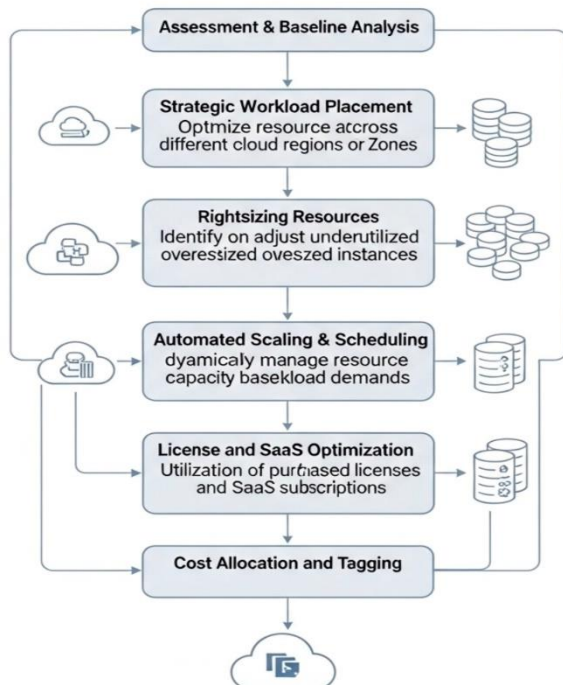 Assessment & Baseline Analysis
Strategic Workload Placement
Optmize resource atcross
different cloud regions or Zones
Rightsizing Resources
Identify on adjust underutilized
overessized oveszed instances
Automated Scaling & Scheduling
dyamically manage resource
capacity basekload demands
License and SaaS Optimization
Utilization of purthased licenses
and SaaS subscriptions
Cost Allocation and Tagging